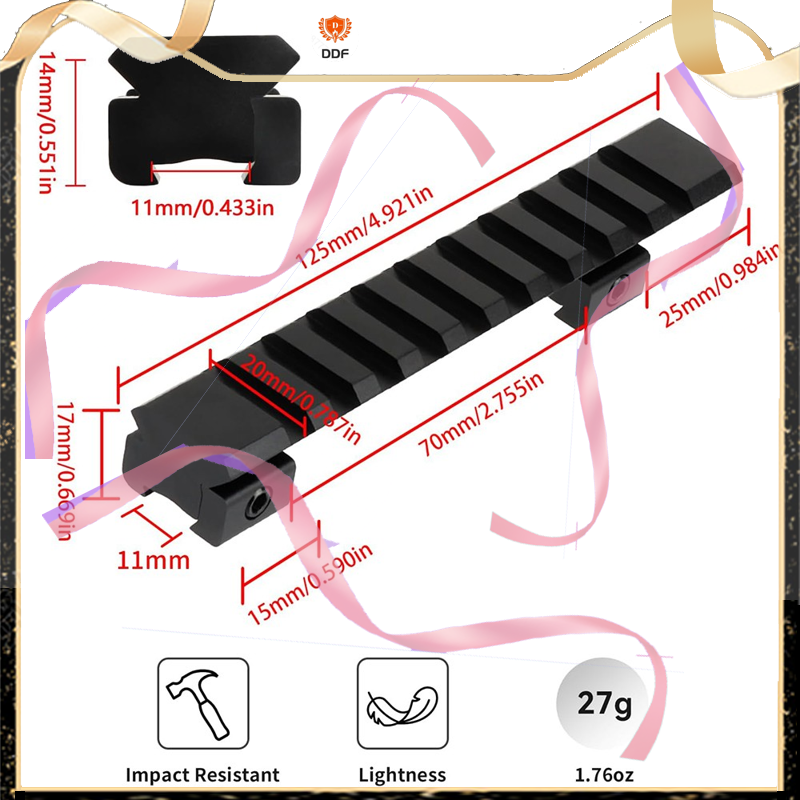 DDF
14mm/0.551in
11mm/0.433in
125mm/4.921in
25mm/0.984in
20mm/0.787in
70mm/2.755in
17mm/0.669in
11mm
15mm/0.590in
27g
Impact Resistant
Lightness
1.76oz